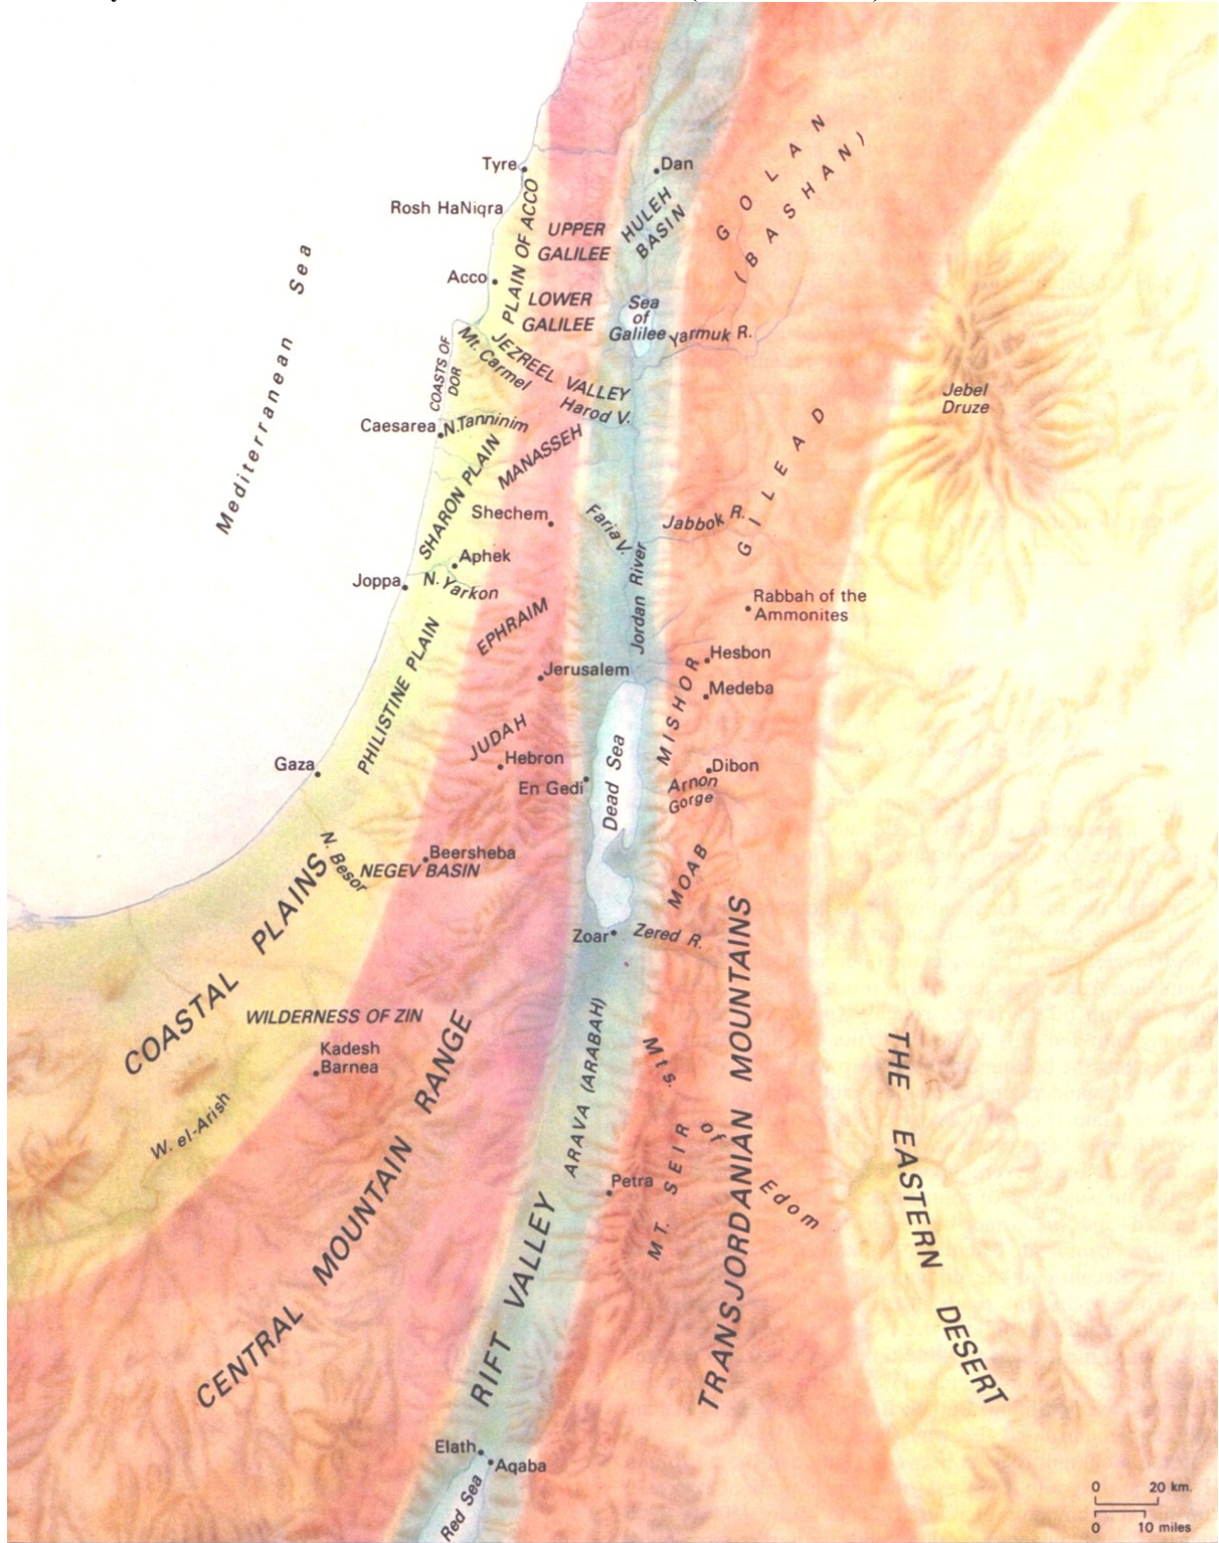 Tyre
Dan
Rosh HaNiqra
PLAIN OF ACCO
UPPER
GALILEE
HULEH
BASIN
GOLAN
(BASHAN)
Mediterranean Sea
Acco
LOWER
GALILEE
Sea
of
Galilee
Yarmuk R.
COASTS OF
DOR
Mt. Carmel
JEZREEL VALLEY
Harod V.
Jebel
Druze
Caesarea
N.Tanninim
MANASSEH
SHARON PLAIN
GILEAD
Shechem
Faria V.
Jabbok R.
Aphek
Joppa
N. Yarkon
Jordan River
Rabbah of the
Ammonites
EPHRAIM
PHILISTINE PLAIN
Jerusalem
Hesbon
Medeba
MISHOR
JUDAH
Hebron
Gaza
En Gedi
Dead Sea
Dibon
Arnon
Gorge
N. Besor
Beersheba
NEGEV BASIN
MOAB
COASTAL PLAINS
Zoar
Zered R.
WILDERNESS OF ZIN
Kadesh
Barnea
W. el-Arish
CENTRAL MOUNTAIN RANGE
ARAVA (ARABAH)
Mts.
of
Edom
MT. SEIR
Petra
TRANSJORDANIAN MOUNTAINS
THE EASTERN DESERT
RIFT VALLEY
Elath
Aqaba
Red Sea
0 20 km.
0 10 miles